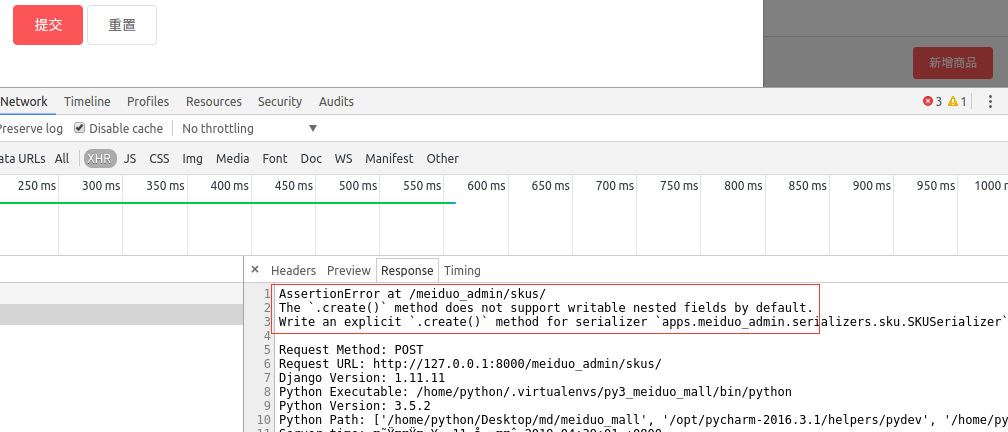 提交 重置
新增商品
Network Timeline Profiles Resources Security Audits 3 1
Preserve log Disable cache No throttling
ata URLs All XHR JS CSS Img Media Font Doc WS Manifest Other
250 ms 300 ms 350 ms 400 ms 450 ms 500 ms 550 ms 600 ms 650 ms 700 ms 750 ms 800 ms 850 ms 900 ms 950 ms 1000 m
× Headers Preview Response Timing
1 AssertionError at /meiduo_admin/skus/
2 The `.create()` method does not support writable nested fields by default.
3 Write an explicit `.create()` method for serializer `apps.meiduo_admin.serializers.sku.SKUSerializer`
4
5 Request Method: POST
6 Request URL: http://127.0.0.1:8000/meiduo_admin/skus/
7 Django Version: 1.11.11
8 Python Executable: /home/python/.virtualenvs/py3_meiduo_mall/bin/python
9 Python Version: 3.5.2
10 Python Path: ['/home/python/Desktop/md/meiduo_mall', '/opt/pycharm-2016.3.1/helpers/pydev', '/home/py